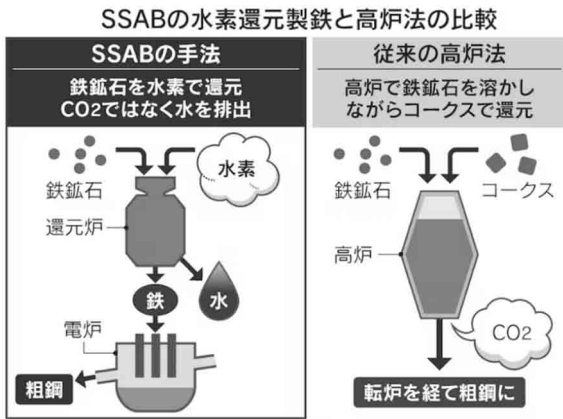 SSABの水素還元製鉄と高炉法の比較
SSABの手法
鉄鉱石を水素で還元
CO2ではなく水を排出
水素
鉄鉱石
還元炉
鉄
水
電炉
粗鋼
従来の高炉法
高炉で鉄鉱石を溶かし
ながらコークスで還元
鉄鉱石
コークス
高炉
CO2
転炉を経て粗鋼に